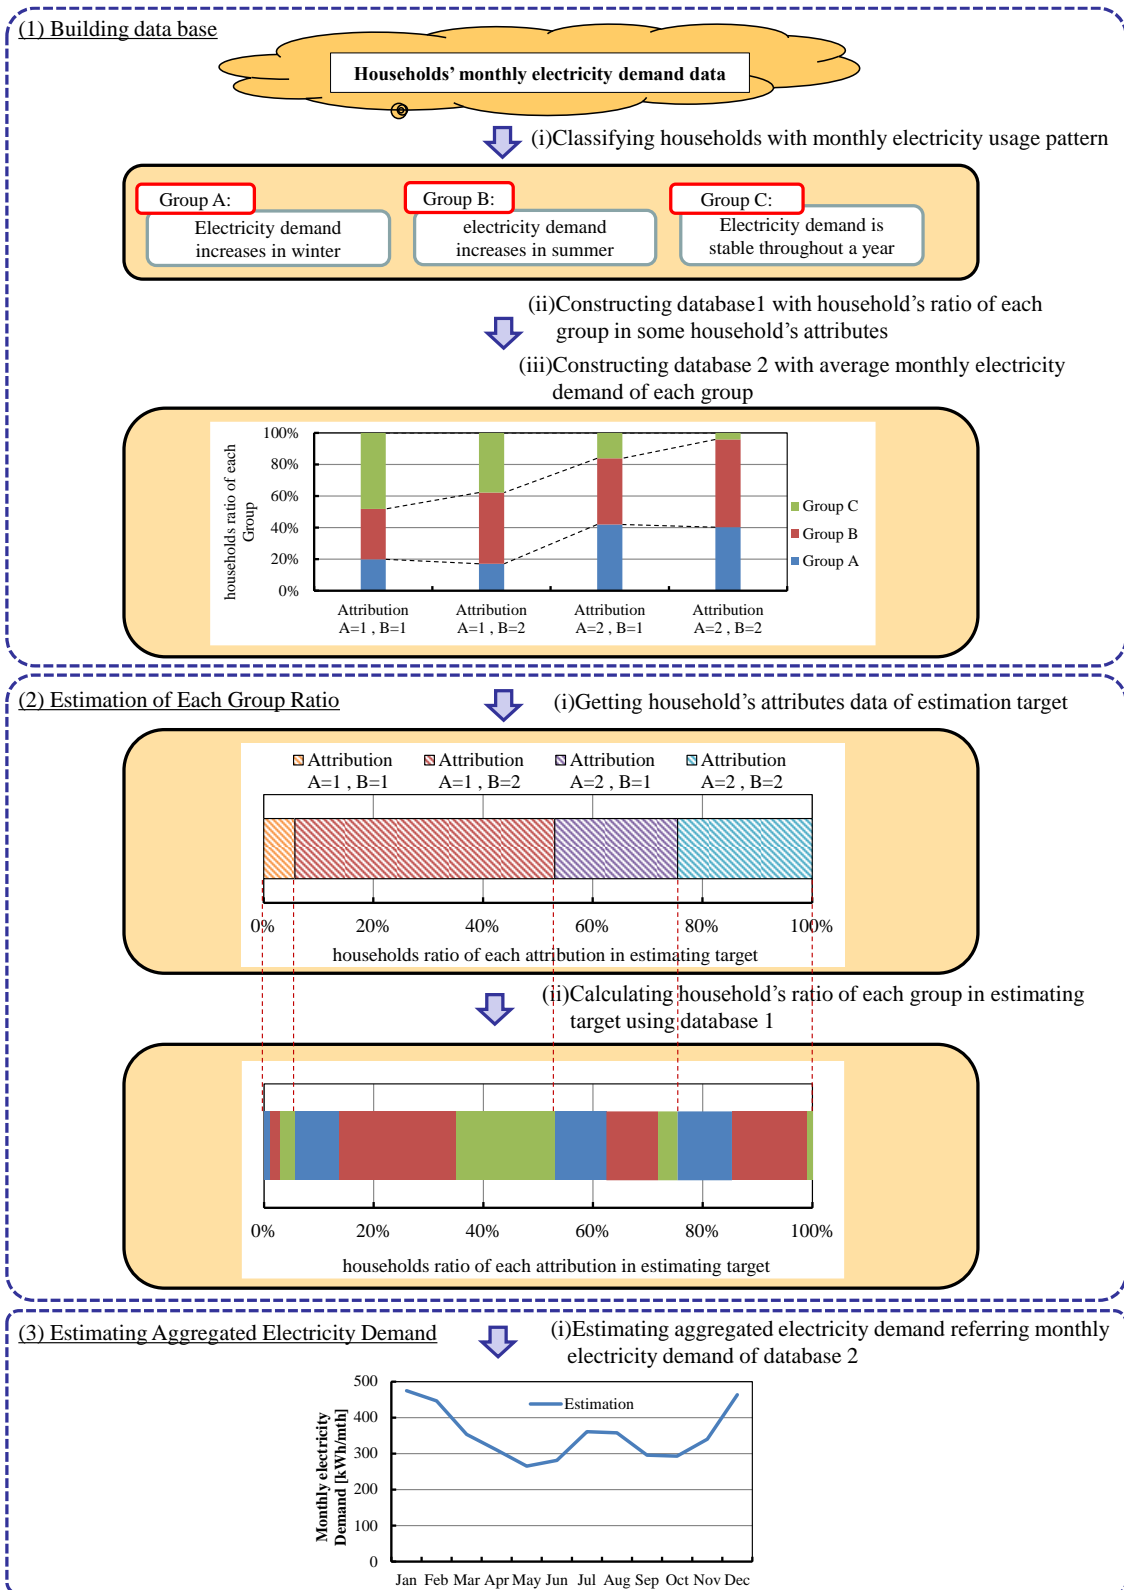 (1) Building data base
Households’ monthly electricity demand data
(i)Classifying households with monthly electricity usage pattern
Group A:
Electricity demand
increases in winter
Group B:
electricity demand
increases in summer
Group C:
Electricity demand is
stable throughout a year
(ii)Constructing database1 with household’s ratio of each
group in some household’s attributes
(iii)Constructing database 2 with average monthly electricity
demand of each group
households ratio of each
Group
100%
80%
60%
40%
20%
0%
Group C
Group B
Group A
Attribution
A=1 , B=1
Attribution
A=1 , B=2
Attribution
A=2 , B=1
Attribution
A=2 , B=2
(2) Estimation of Each Group Ratio
(i)Getting household’s attributes data of estimation target
Attribution
A=1 , B=1
Attribution
A=1 , B=2
Attribution
A=2 , B=1
Attribution
A=2 , B=2
0% 20% 40% 60% 80% 100%
households ratio of each attribution in estimating target
(ii)Calculating household’s ratio of each group in estimating
target using database 1
0% 20% 40% 60% 80% 100%
households ratio of each attribution in estimating target
(3) Estimating Aggregated Electricity Demand
(i)Estimating aggregated electricity demand referring monthly
electricity demand of database 2
Monthly electricity
Demand [kWh/mth]
500
400
300
200
100
0
Estimation
Jan Feb Mar Apr May Jun Jul Aug Sep Oct Nov Dec